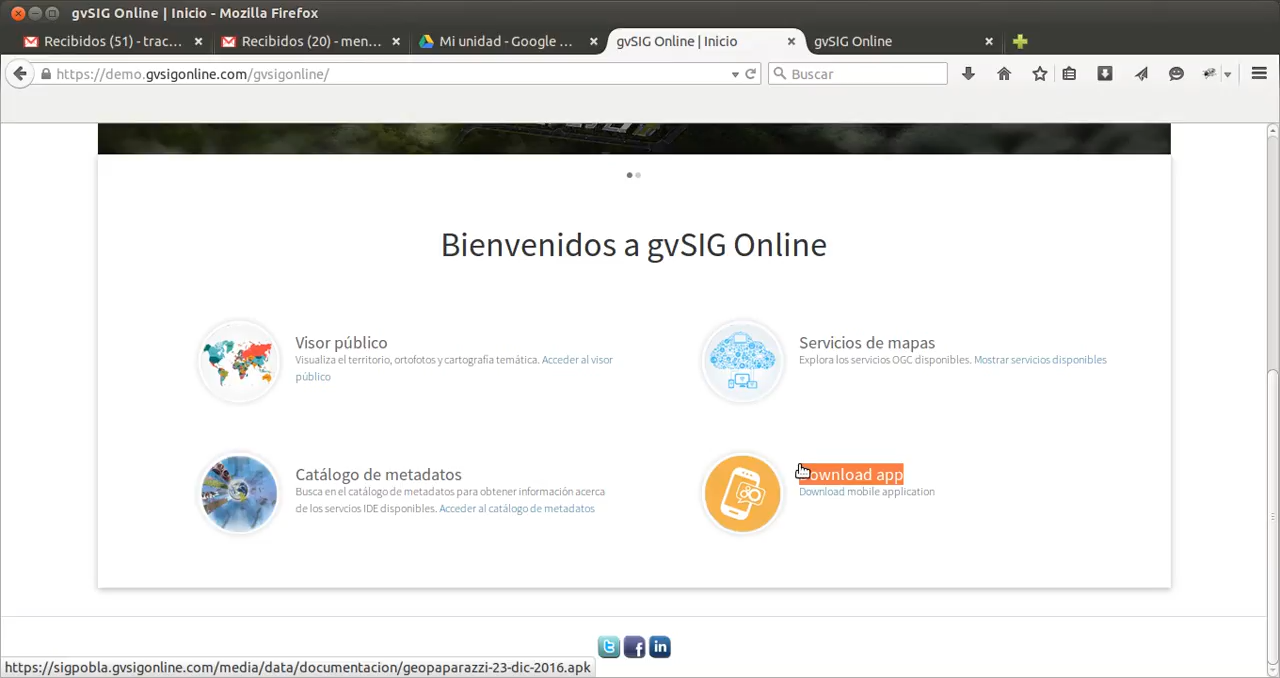 gvSIG Online | Inicio - Mozilla Firefox
Recibidos (51) - trac... Recibidos (20) - men... Mi unidad - Google ... gvSIG Online | Inicio gvSIG Online
https://demo.gvsigonline.com/gvsigonline/ Buscar
Bienvenidos a gvSIG Online
Visor público
Visualiza el territorio, ortofotos y cartografia temática. Acceder al visor
público
Servicios de mapas
Explora los servicios OGC disponibles. Mostrar servicios disponibles
Catálogo de metadatos
Busca en el catálogo de metadatos para obtener información acerca
de los servcios IDE disponibles. Acceder al catálogo de metadatos
Download app
Download mobile application
https://sigpobla.gvsigonline.com/media/data/documentacion/geopaparazzi-23-dic-2016.apk